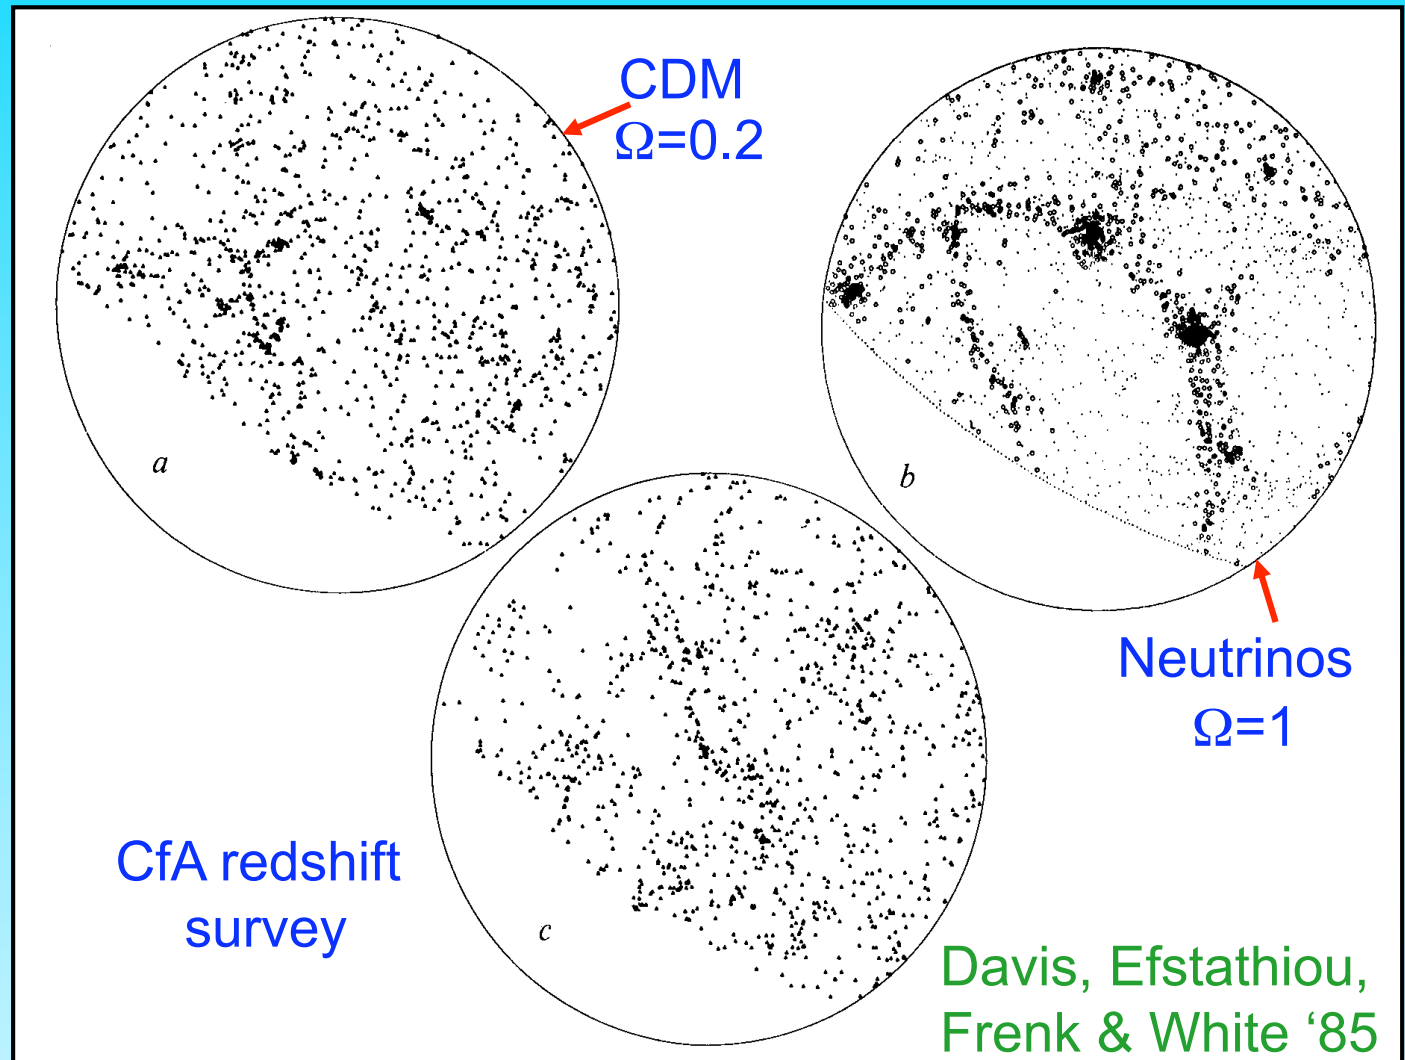 CDM
Ω=0.2
a
b
Neutrinos
Ω=1
CfA redshift
survey
c
Davis, Efstathiou,
Frenk & White ‘85